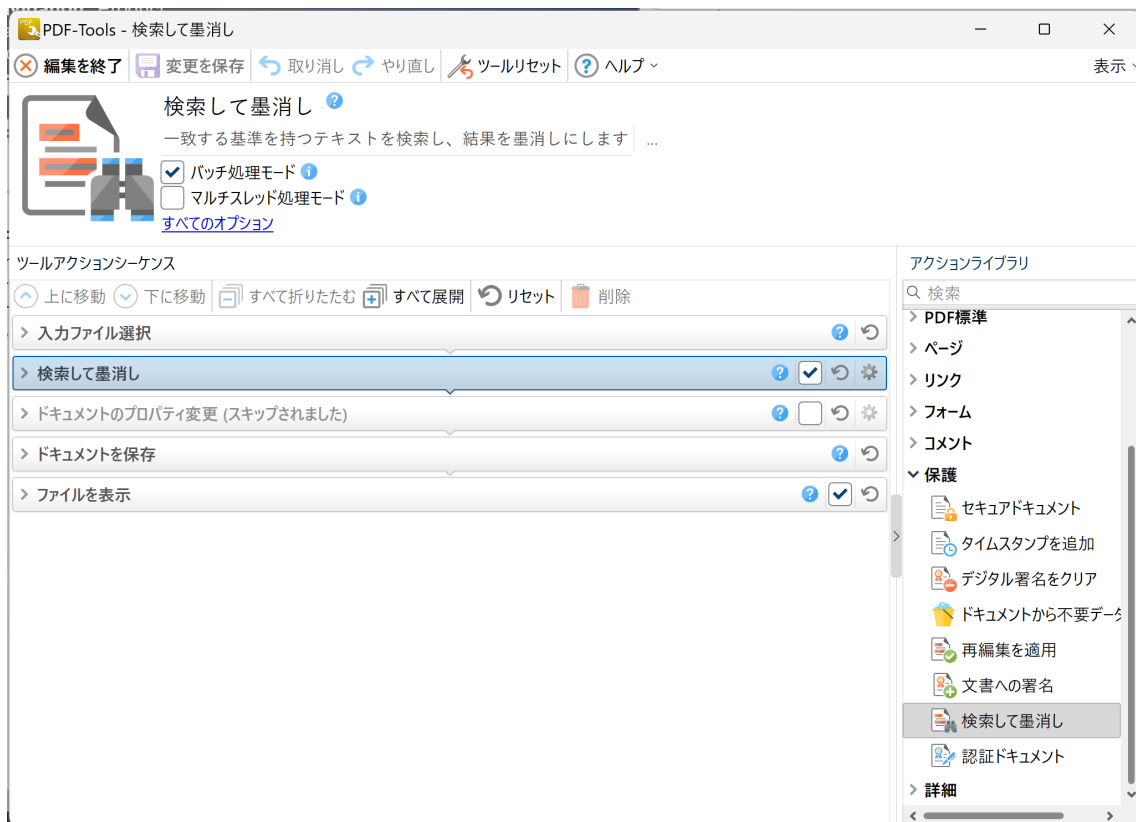 PDF-Tools - 検索して墨消し
編集を終了 変更を保存 取り消し やり直し ツールリセット ヘルプ 表示
検索して墨消し
一致する基準を持つテキストを検索し、結果を墨消しにします ...
バッチ処理モード
マルチスレッド処理モード
すべてのオプション
ツールアクションシーケンス
上に移動 下に移動 すべて折りたたむ すべて展開 リセット 削除
入力ファイル選択
検索して墨消し
ドキュメントのプロパティ変更 (スキップされました)
ドキュメントを保存
ファイルを表示
アクションライブラリ
検索
PDF標準
ページ
リンク
フォーム
コメント
保護
セキュアドキュメント
タイムスタンプを追加
デジタル署名をクリア
ドキュメントから不要データ
再編集を適用
文書への署名
検索して墨消し
認証ドキュメント
詳細